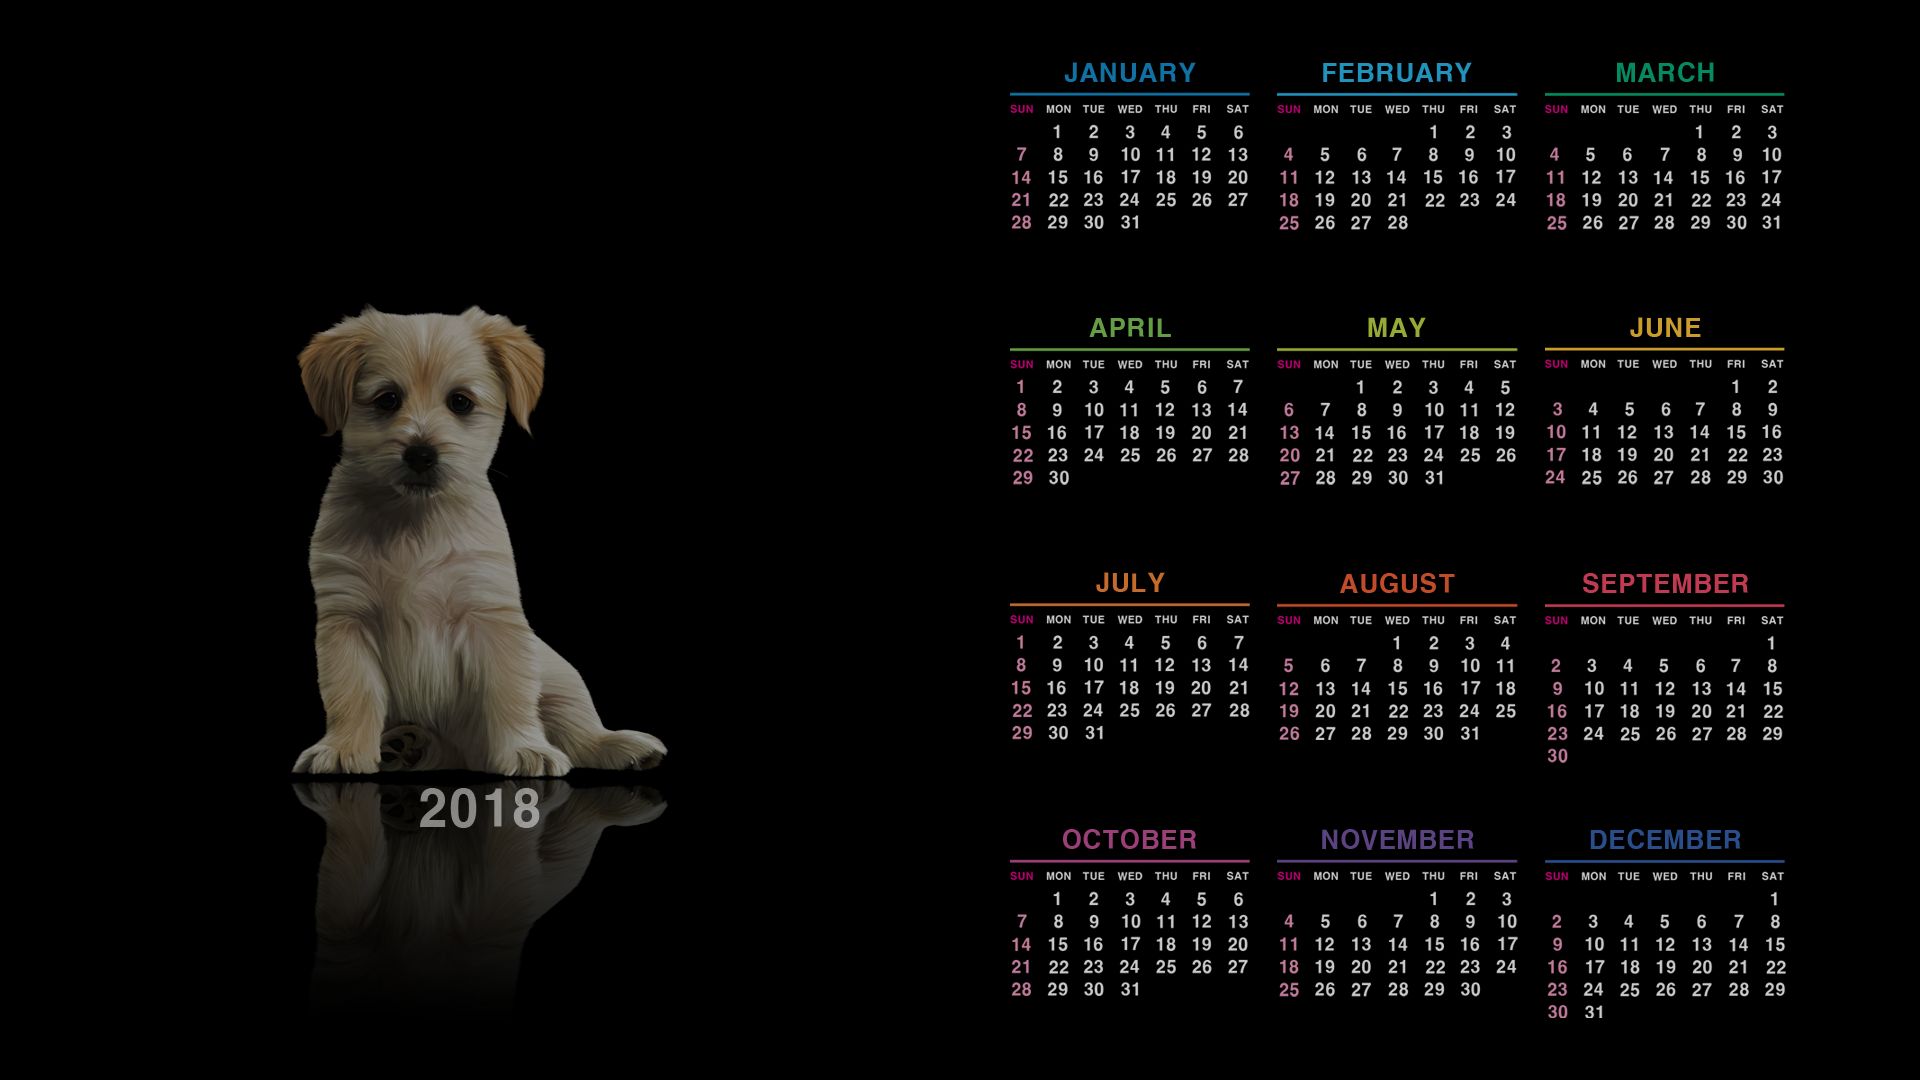 JANUARY
SUN MON TUE WED THU FRI SAT
1 2 3 4 5 6
7 8 9 10 11 12 13
14 15 16 17 18 19 20
21 22 23 24 25 26 27
28 29 30 31
FEBRUARY
SUN MON TUE WED THU FRI SAT
1 2 3
4 5 6 7 8 9 10
11 12 13 14 15 16 17
18 19 20 21 22 23 24
25 26 27 28
MARCH
SUN MON TUE WED THU FRI SAT
1 2 3
4 5 6 7 8 9 10
11 12 13 14 15 16 17
18 19 20 21 22 23 24
25 26 27 28 29 30 31
APRIL
SUN MON TUE WED THU FRI SAT
1 2 3 4 5 6 7
8 9 10 11 12 13 14
15 16 17 18 19 20 21
22 23 24 25 26 27 28
29 30
MAY
SUN MON TUE WED THU FRI SAT
1 2 3 4 5
6 7 8 9 10 11 12
13 14 15 16 17 18 19
20 21 22 23 24 25 26
27 28 29 30 31
JUNE
SUN MON TUE WED THU FRI SAT
1 2
3 4 5 6 7 8 9
10 11 12 13 14 15 16
17 18 19 20 21 22 23
24 25 26 27 28 29 30
JULY
SUN MON TUE WED THU FRI SAT
1 2 3 4 5 6 7
8 9 10 11 12 13 14
15 16 17 18 19 20 21
22 23 24 25 26 27 28
29 30 31
AUGUST
SUN MON TUE WED THU FRI SAT
1 2 3 4
5 6 7 8 9 10 11
12 13 14 15 16 17 18
19 20 21 22 23 24 25
26 27 28 29 30 31
SEPTEMBER
SUN MON TUE WED THU FRI SAT
1
2 3 4 5 6 7 8
9 10 11 12 13 14 15
16 17 18 19 20 21 22
23 24 25 26 27 28 29
30
2018
OCTOBER
SUN MON TUE WED THU FRI SAT
1 2 3 4 5 6
7 8 9 10 11 12 13
14 15 16 17 18 19 20
21 22 23 24 25 26 27
28 29 30 31
NOVEMBER
SUN MON TUE WED THU FRI SAT
1 2 3
4 5 6 7 8 9 10
11 12 13 14 15 16 17
18 19 20 21 22 23 24
25 26 27 28 29 30
DECEMBER
SUN MON TUE WED THU FRI SAT
1
2 3 4 5 6 7 8
9 10 11 12 13 14 15
16 17 18 19 20 21 22
23 24 25 26 27 28 29
30 31